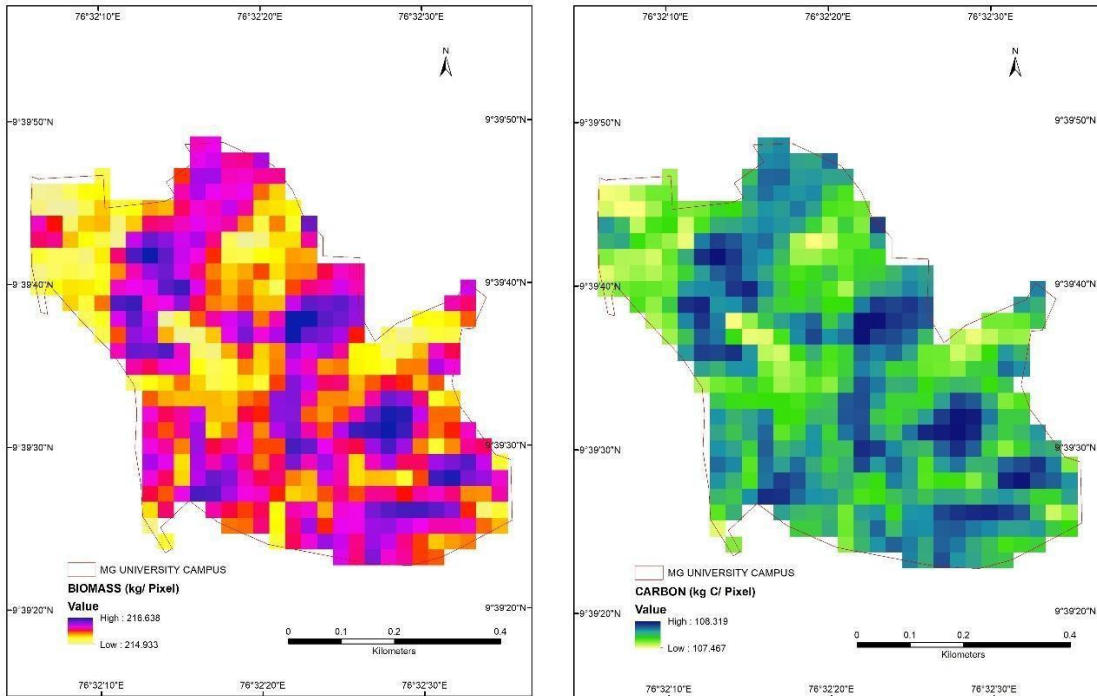 76°32'10"E 76°32'20"E 76°32'30"E
N
9°39'50"N 9°39'50"N
9°39'40"N 9°39'40"N
9°39'30"N 9°39'30"N
9°39'20"N 9°39'20"N
MG UNIVERSITY CAMPUS
BIOMASS (kg/ Pixel)
Value
High : 216.638
Low : 214.933
0 0.1 0.2 0.4
Kilometers
76°32'10"E 76°32'20"E 76°32'30"E
76°32'10"E 76°32'20"E 76°32'30"E
N
9°39'50"N 9°39'50"N
9°39'40"N 9°39'40"N
9°39'30"N 9°39'30"N
9°39'20"N 9°39'20"N
MG UNIVERSITY CAMPUS
CARBON (kg C/ Pixel)
Value
High : 108.319
Low : 107.467
0 0.1 0.2 0.4
Kilometers
76°32'10"E 76°32'20"E 76°32'30"E